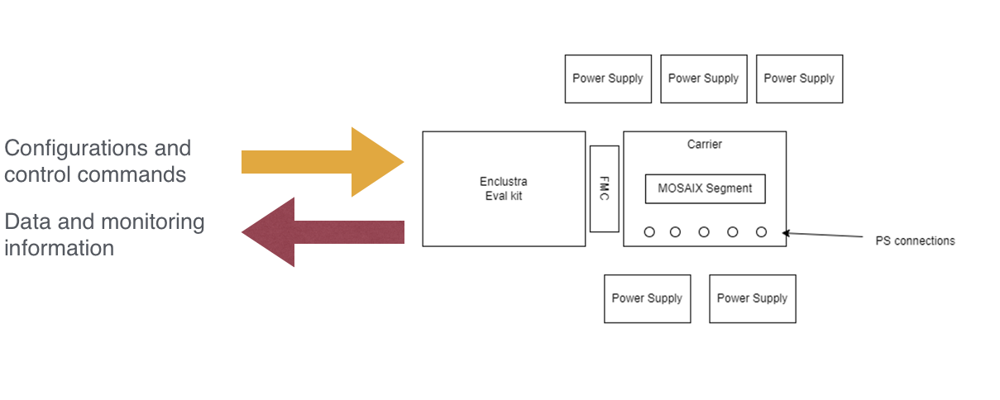 Power Supply
Power Supply
Power Supply
Configurations and
control commands
Data and monitoring
information
Enclustra
Eval kit
FMC
Carrier
MOSAIX Segment
PS connections
Power Supply
Power Supply